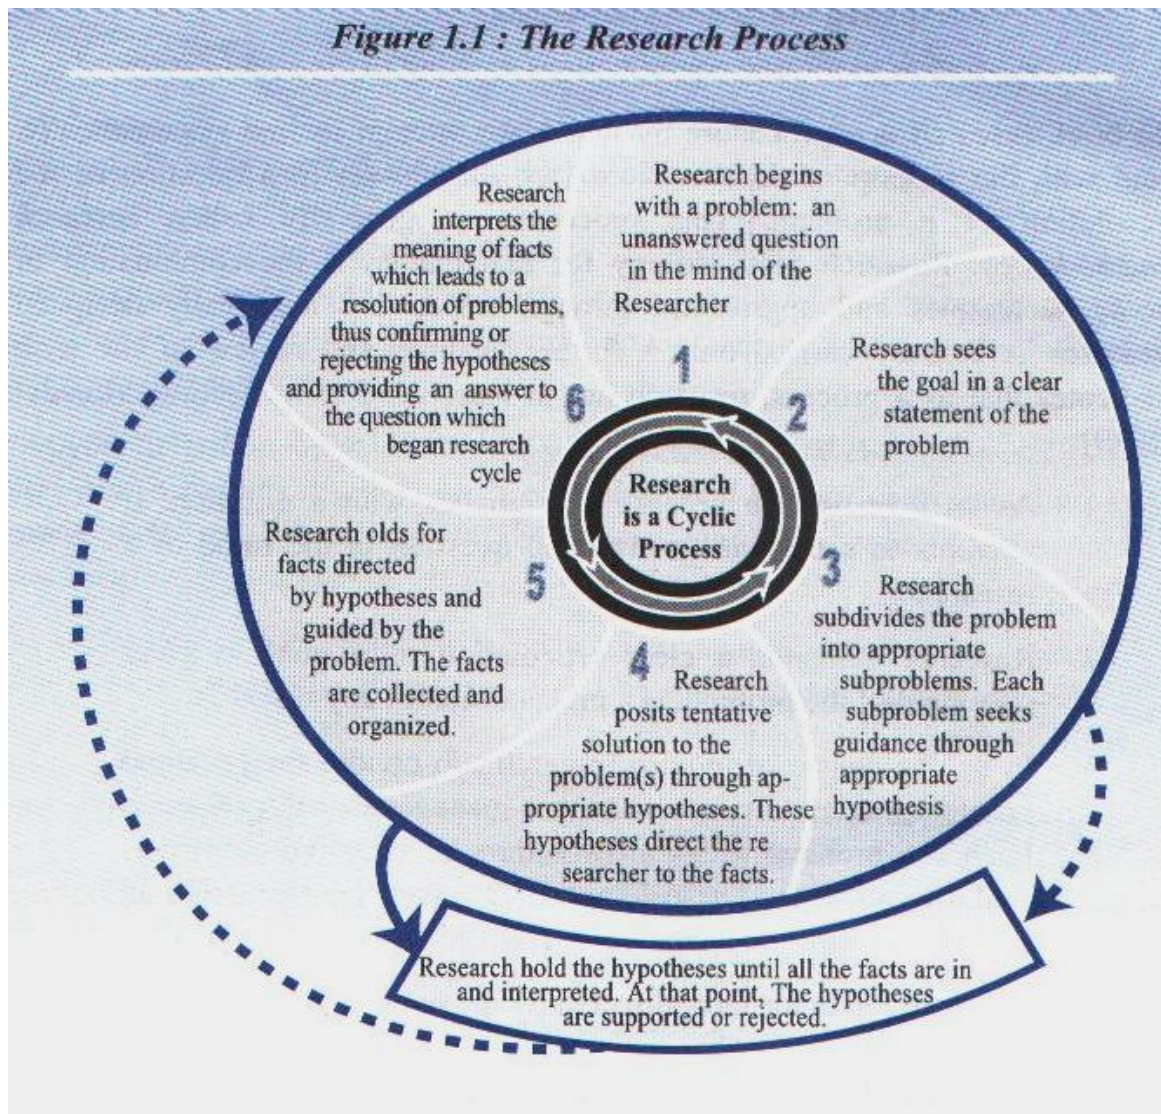 Figure 1.1 : The Research Process
Research begins
with a problem: an
unanswered question
in the mind of the
Researcher
1
Research sees
the goal in a clear
statement of the
problem
2
Research
subdivides the problem
into appropriate
subproblems. Each
subproblem seeks
guidance through
appropriate
hypothesis
3
Research
posits tentative
solution to the
problem(s) through ap-
propriate hypotheses. These
hypotheses direct the re
searcher to the facts.
4
Research olds for
facts directed
by hypotheses and
guided by the
problem. The facts
are collected and
organized.
5
Research
interprets the
meaning of facts
which leads to a
resolution of problems,
thus confirming or
rejecting the hypotheses
and providing an answer to
the question which
began research
cycle
6
Research
is a Cyclic
Process
Research hold the hypotheses until all the facts are in
and interpreted. At that point, The hypotheses
are supported or rejected.